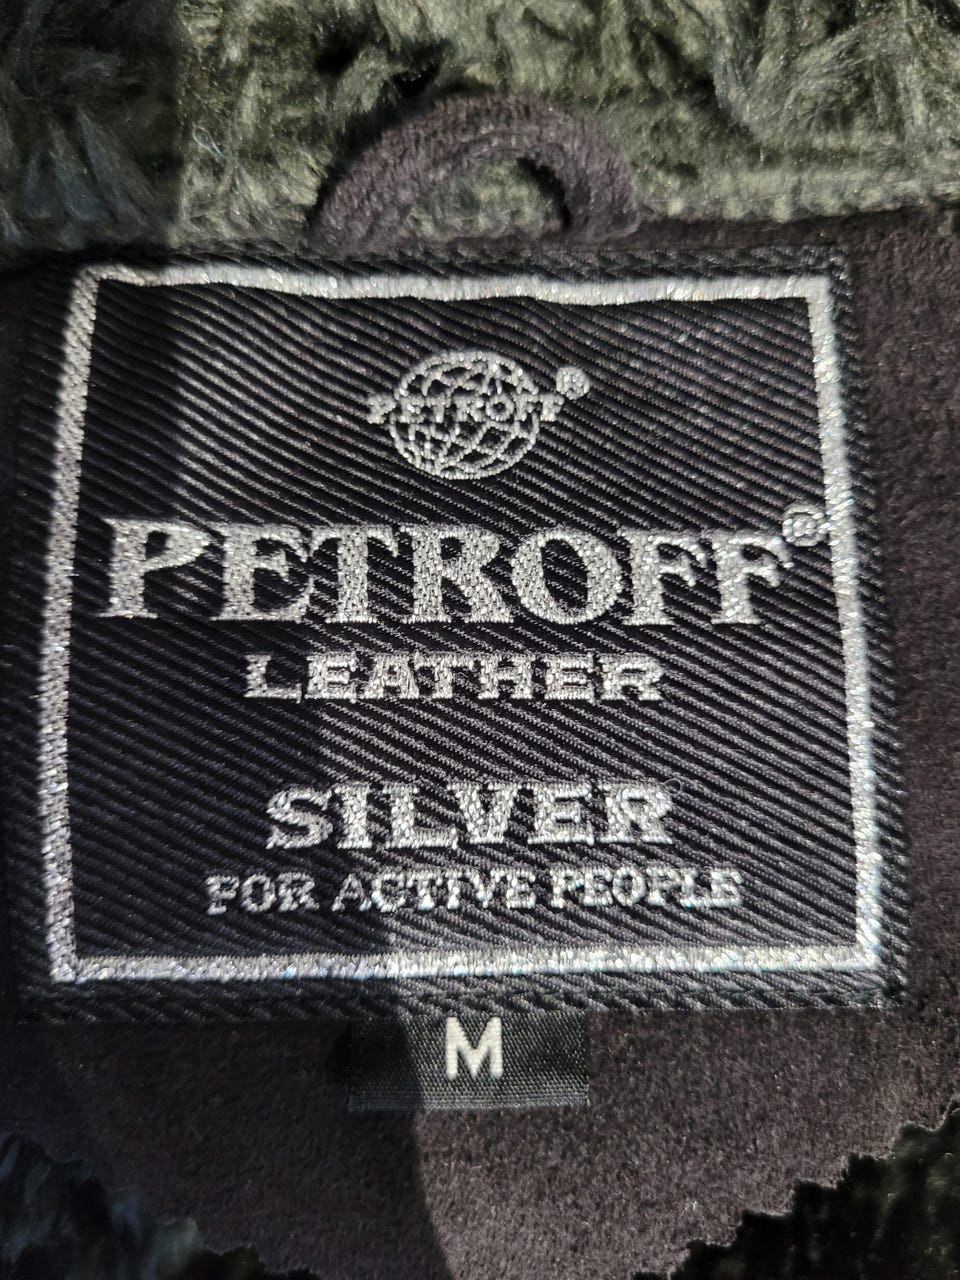 PETROFF®
PETROFF®
LEATHER
SILVER
FOR ACTIVE PEOPLE
M